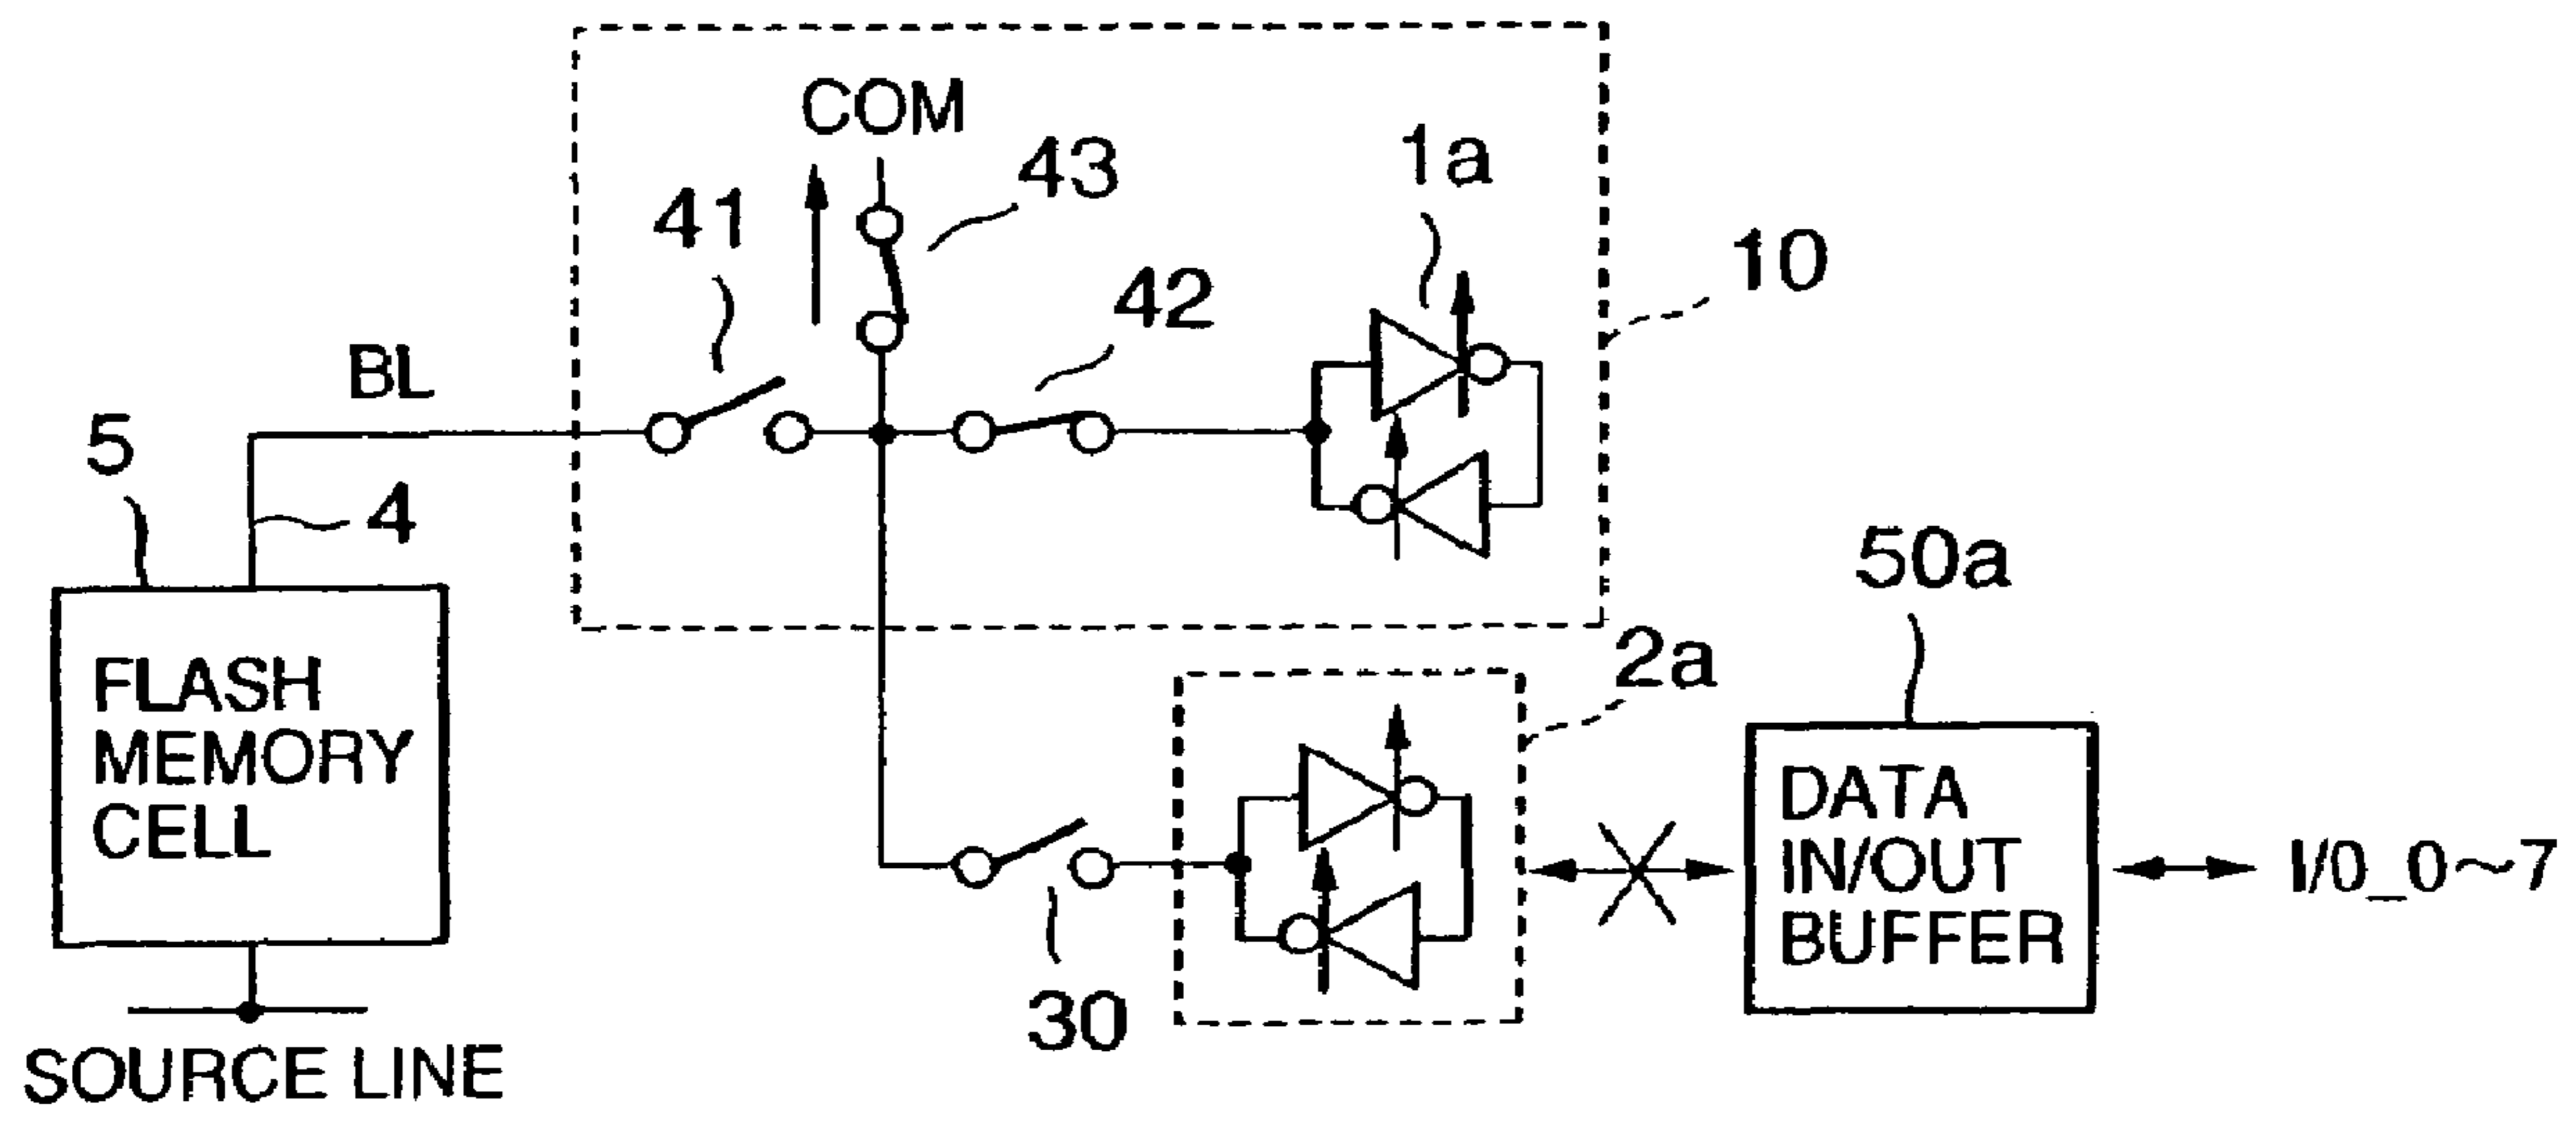 COM
43
1a
41
10
42
BL
5
4
50a
2a
FLASH
MEMORY
CELL
DATA
IN/OUT
BUFFER
I/0_0~7
30
SOURCE LINE